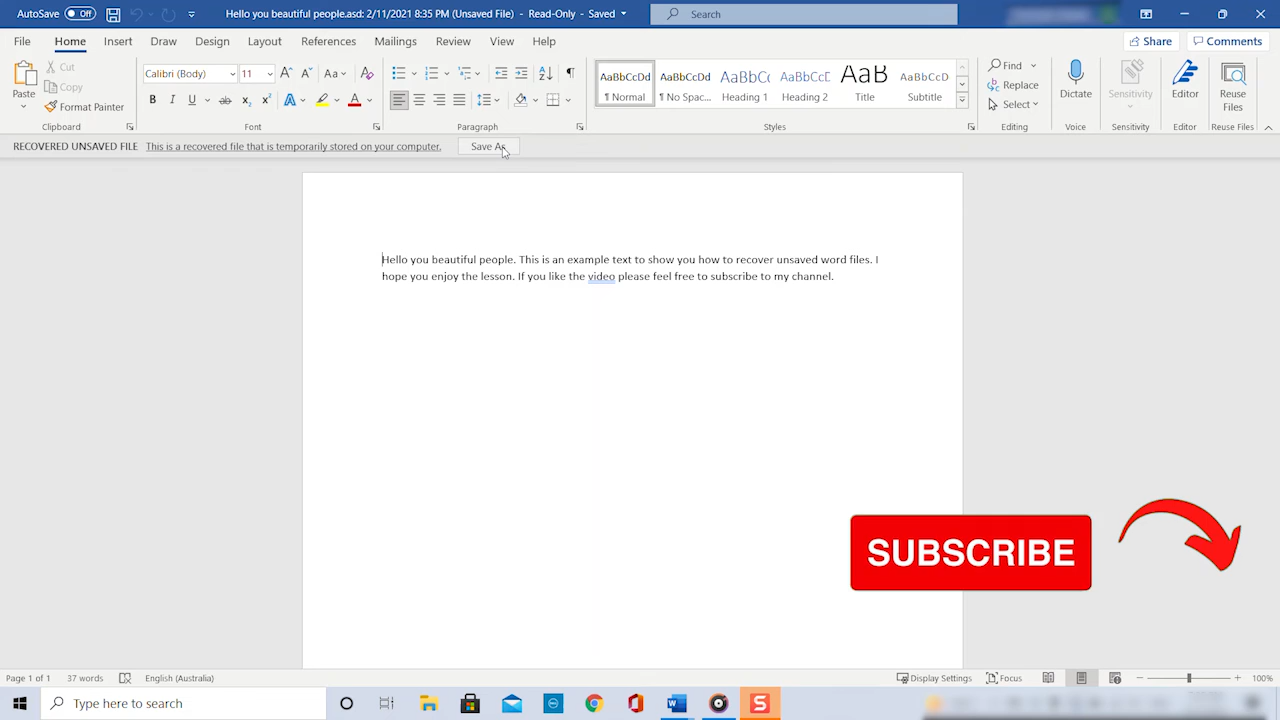 AutoSave Off Hello you beautiful people.asd: 2/11/2021 8:35 PM (Unsaved File) - Read-Only - Saved Search
File Home Insert Draw Design Layout References Mailings Review View Help Share Comments
Paste Cut Copy Format Painter
Calibri (Body) 11 Aa
B I U ab x₂ x² A A
AaBbCcDd AaBbCcDd AaBbCc AaBbCcD AaB AaBbCcD
¶ Normal ¶ No Spac... Heading 1 Heading 2 Title Subtitle
Find Replace Select Dictate Sensitivity Editor Reuse Files
Clipboard Font Paragraph Styles Editing Voice Sensitivity Editor Reuse Files
RECOVERED UNSAVED FILE This is a recovered file that is temporarily stored on your computer. Save As
Hello you beautiful people. This is an example text to show you how to recover unsaved word files. I
hope you enjoy the lesson. If you like the video please feel free to subscribe to my channel.
SUBSCRIBE
Page 1 of 1 37 words English (Australia) Display Settings Focus 100%
Type here to search